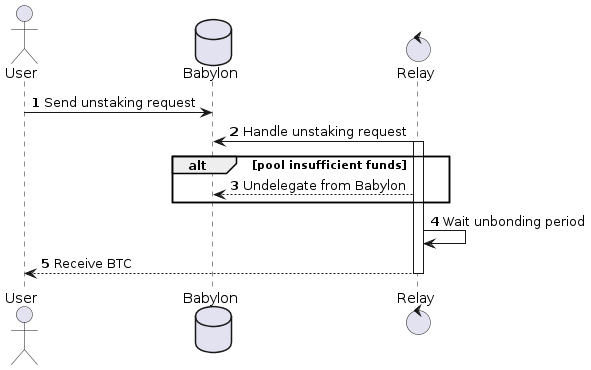 User
Babylon
Relay
1 Send unstaking request
2 Handle unstaking request
alt
[pool insufficient funds]
3 Undelegate from Babylon
4 Wait unbonding period
5 Receive BTC
User
Babylon
Relay